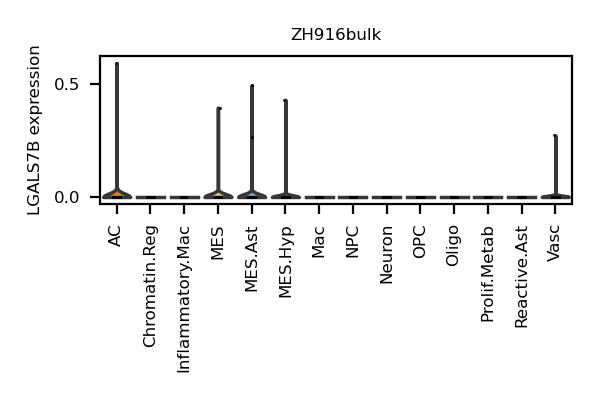 ZH916bulk
LGALS7B expression
0.5
0.0
AC
Chromatin.Reg
Inflammatory.Mac
MES
MES.Ast
MES.Hyp
Mac
NPC
Neuron
OPC
Oligo
Prolif.Metab
Reactive.Ast
Vasc